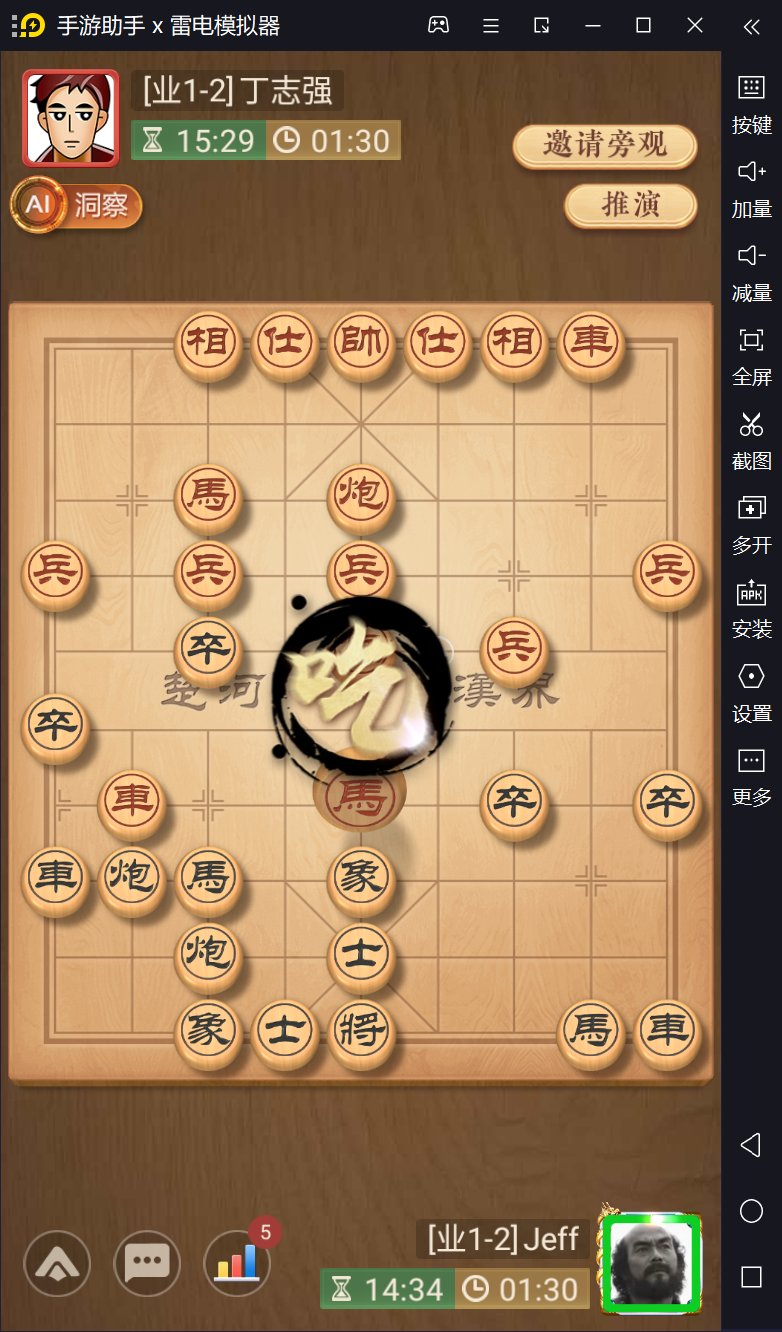 手游助手 x 雷电模拟器
[业1-2]丁志强
15:29 01:30
邀请旁观
AI 洞察
推演
相 仕 帥 仕 相 車
馬 炮
兵 兵 兵 兵
卒 兵
楚河 漢界
吃
卒
車 馬 卒 卒
車 炮 馬 象
炮 士
象 士 將 馬 車
5
[业1-2]Jeff
14:34 01:30
按键
加量
减量
全屏
截图
多开
APK
安装
设置
更多